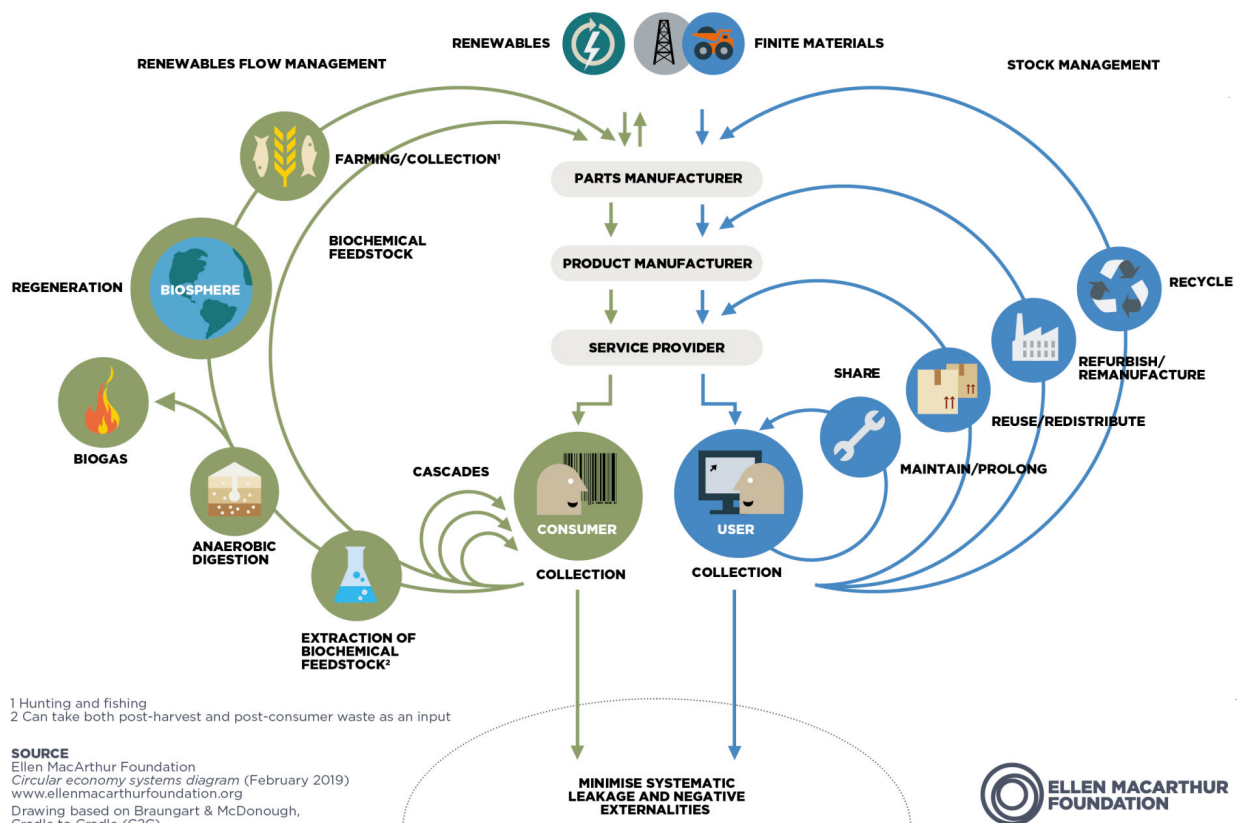 RENEWABLES
FINITE MATERIALS
RENEWABLES FLOW MANAGEMENT
STOCK MANAGEMENT
FARMING/COLLECTION¹
PARTS MANUFACTURER
BIOCHEMICAL
FEEDSTOCK
PRODUCT MANUFACTURER
REGENERATION
BIOSPHERE
RECYCLE
SERVICE PROVIDER
SHARE
REFURBISH/
REMANUFACTURE
REUSE/REDISTRIBUTE
BIOGAS
CASCADES
MAINTAIN/PROLONG
CONSUMER
USER
ANAEROBIC
DIGESTION
COLLECTION
COLLECTION
EXTRACTION OF
BIOCHEMICAL
FEEDSTOCK²
1 Hunting and fishing
2 Can take both post-harvest and post-consumer waste as an input
SOURCE
Ellen MacArthur Foundation
Circular economy systems diagram (February 2019)
www.ellenmacarthurfoundation.org
Drawing based on Braungart & McDonough,
Cradle to Cradle (C2C)
MINIMISE SYSTEMATIC
LEAKAGE AND NEGATIVE
EXTERNALITIES
ELLEN MACARTHUR
FOUNDATION